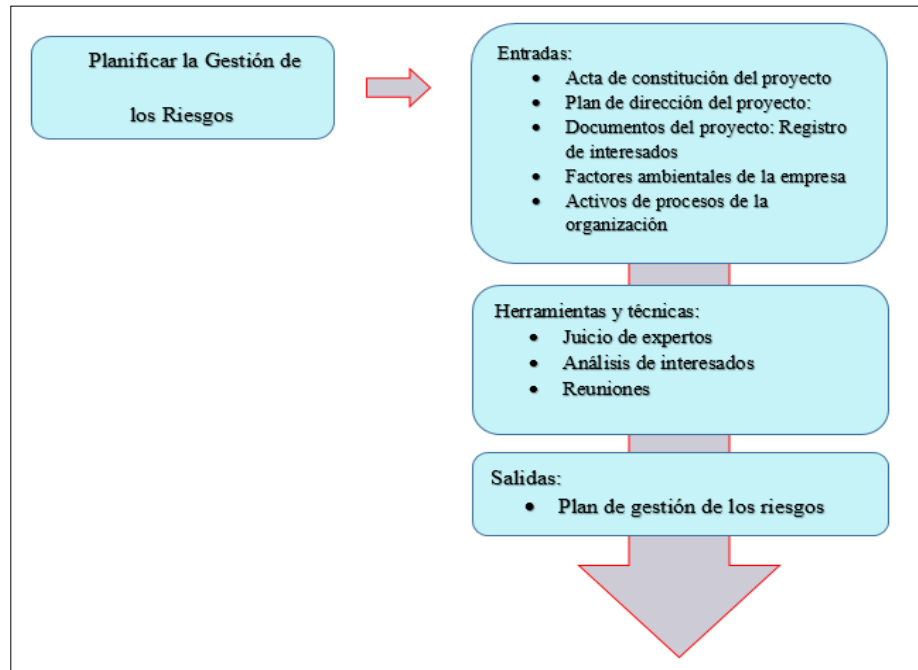 Planificar la Gestión de
los Riesgos
Entradas:
• Acta de constitución del proyecto
• Plan de dirección del proyecto:
• Documentos del proyecto: Registro
de interesados
• Factores ambientales de la empresa
• Activos de procesos de la
organización
Herramientas y técnicas:
• Juicio de expertos
• Análisis de interesados
• Reuniones
Salidas:
• Plan de gestión de los riesgos